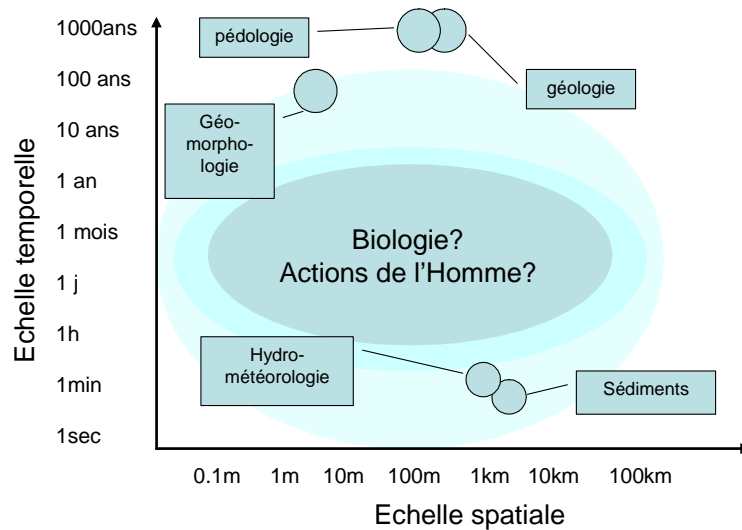 1000ans
pédologie
100 ans
géologie
Géo-
morpho-
logie
10 ans
1 an
1 mois
1 j
1h
1min
1sec
Echelle temporelle
Biologie?
Actions de l'Homme?
Hydro-
météorologie
Sédiments
0.1m 1m 10m 100m 1km 10km 100km
Echelle spatiale